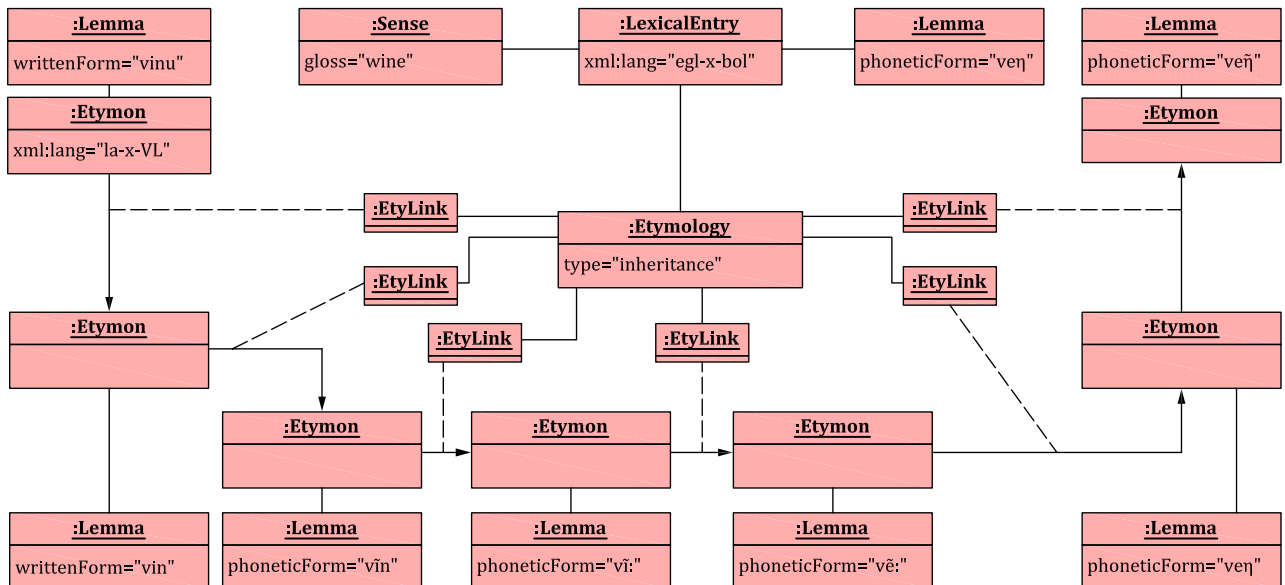 :Lemma
writtenForm="vinu"
:Sense
gloss="wine"
:LexicalEntry
xml:lang="egl-x-bol"
:Lemma
phoneticForm="veŋ"
:Lemma
phoneticForm="veŋ̃"
:Etymon
xml:lang="la-x-VL"
:Etymon
:EtyLink
:EtyLink
:Etymology
type="inheritance"
:EtyLink
:EtyLink
:Etymon
:EtyLink
:EtyLink
:Etymon
:Etymon
:Etymon
:Etymon
:Lemma
writtenForm="vin"
:Lemma
phoneticForm="vĩn"
:Lemma
phoneticForm="vĩː"
:Lemma
phoneticForm="vẽː"
:Lemma
phoneticForm="veŋ"